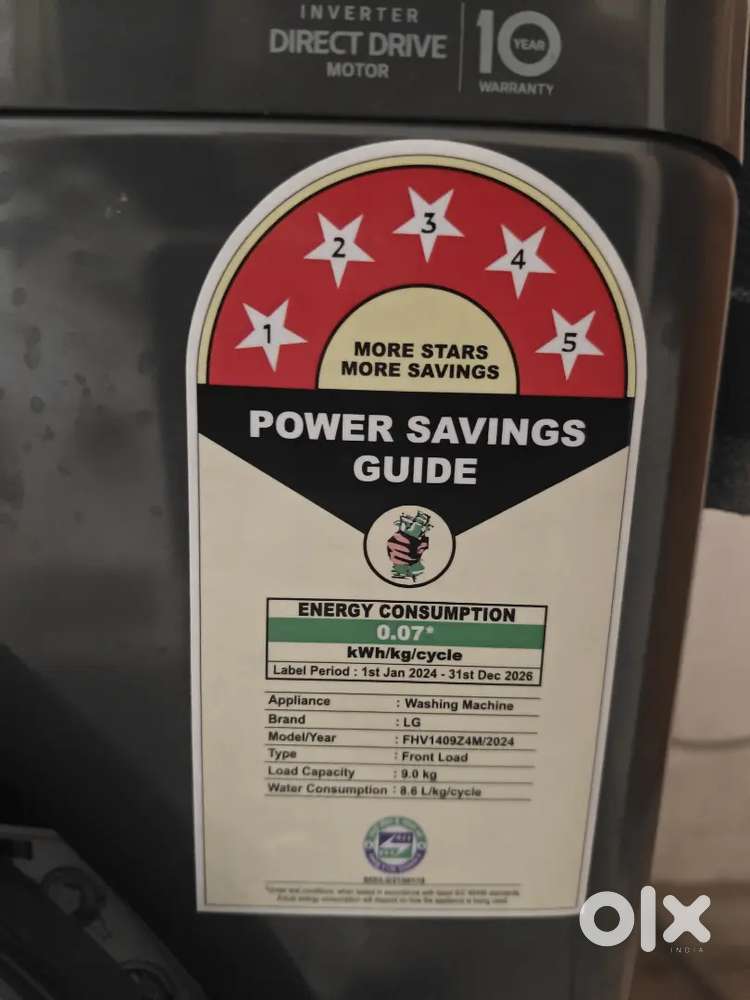 INVERTER
DIRECT DRIVE
MOTOR
10 YEAR
WARRANTY
1 2 3 4 5
MORE STARS
MORE SAVINGS
POWER SAVINGS
GUIDE
ENERGY CONSUMPTION
0.07*
kWh/kg/cycle
Label Period : 1st Jan 2024 - 31st Dec 2026
Appliance : Washing Machine
Brand : LG
Model/Year : FHV1409Z4M/2024
Type : Front Load
Load Capacity : 9.0 kg
Water Consumption : 8.6 L/kg/cycle
olx
INDIA